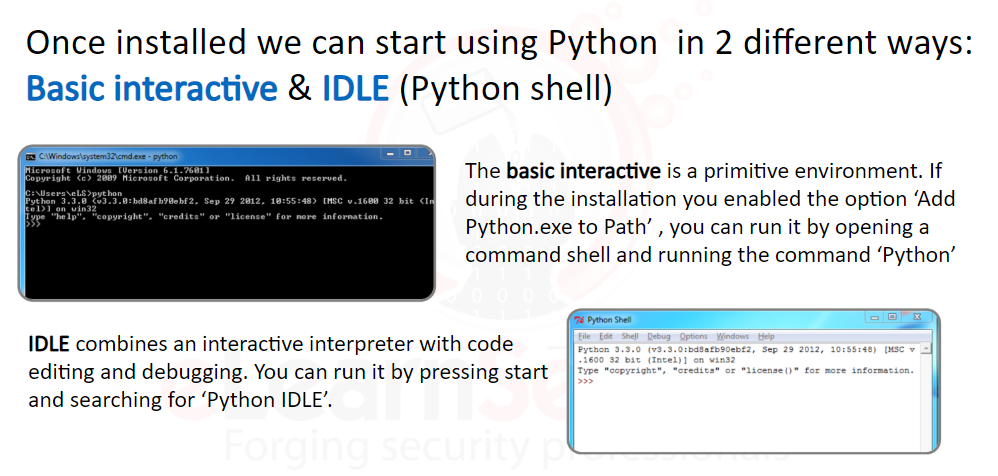 Once installed we can start using Python in 2 different ways:
Basic interactive & IDLE (Python shell)
C:\Windows\system32\cmd.exe - python
Microsoft Windows [Version 6.1.7601]
Copyright (c) 2009 Microsoft Corporation. All rights reserved.
C:\Users\eLS>python
Python 3.3.0 (v3.3.0:bd8afb90ebf2, Sep 29 2012, 10:55:48) [MSC v.1600 32 bit (In
tel)] on win32
Type "help", "copyright", "credits" or "license" for more information.
>>>
The basic interactive is a primitive environment. If
during the installation you enabled the option ‘Add
Python.exe to Path’ , you can run it by opening a
command shell and running the command ‘Python’
IDLE combines an interactive interpreter with code
editing and debugging. You can run it by pressing start
and searching for ‘Python IDLE’.
Python Shell
File Edit Shell Debug Options Windows Help
Python 3.3.0 (v3.3.0:bd8afb90ebf2, Sep 29 2012, 10:55:48) [MSC v
.1600 32 bit (Intel)] on win32
Type "copyright", "credits" or "license()" for more information.
>>>
Forging security professionals